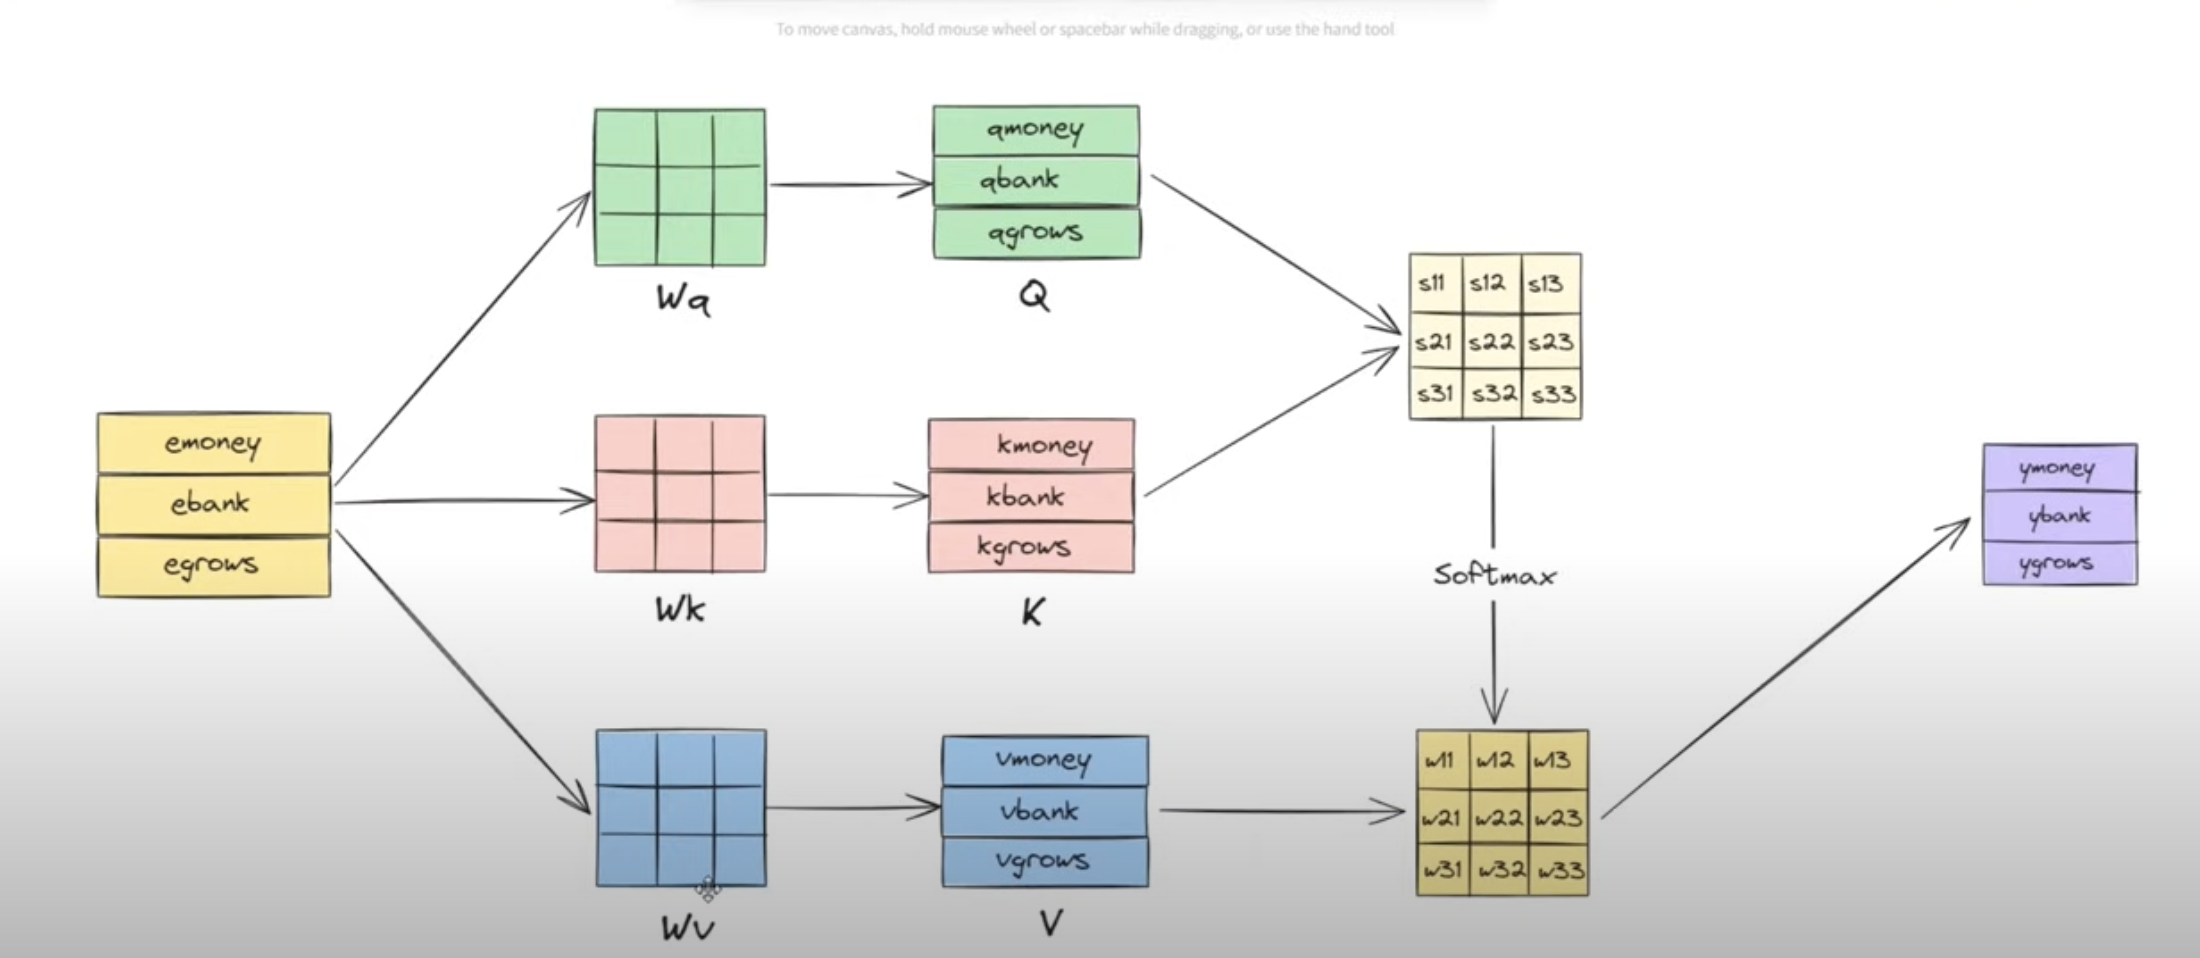 To move canvas, hold mouse wheel or spacebar while dragging, or use the hand tool
qmoney
qbank
qgrows
Wq
Q
s11 s12 s13
s21 s22 s23
s31 s32 s33
emoney
ebank
egrows
kmoney
kbank
kgrows
Wk
K
Softmax
ymoney
ybank
ygrows
vmoney
vbank
vgrows
Wv
V
w11 w12 w13
w21 w22 w23
w31 w32 w33